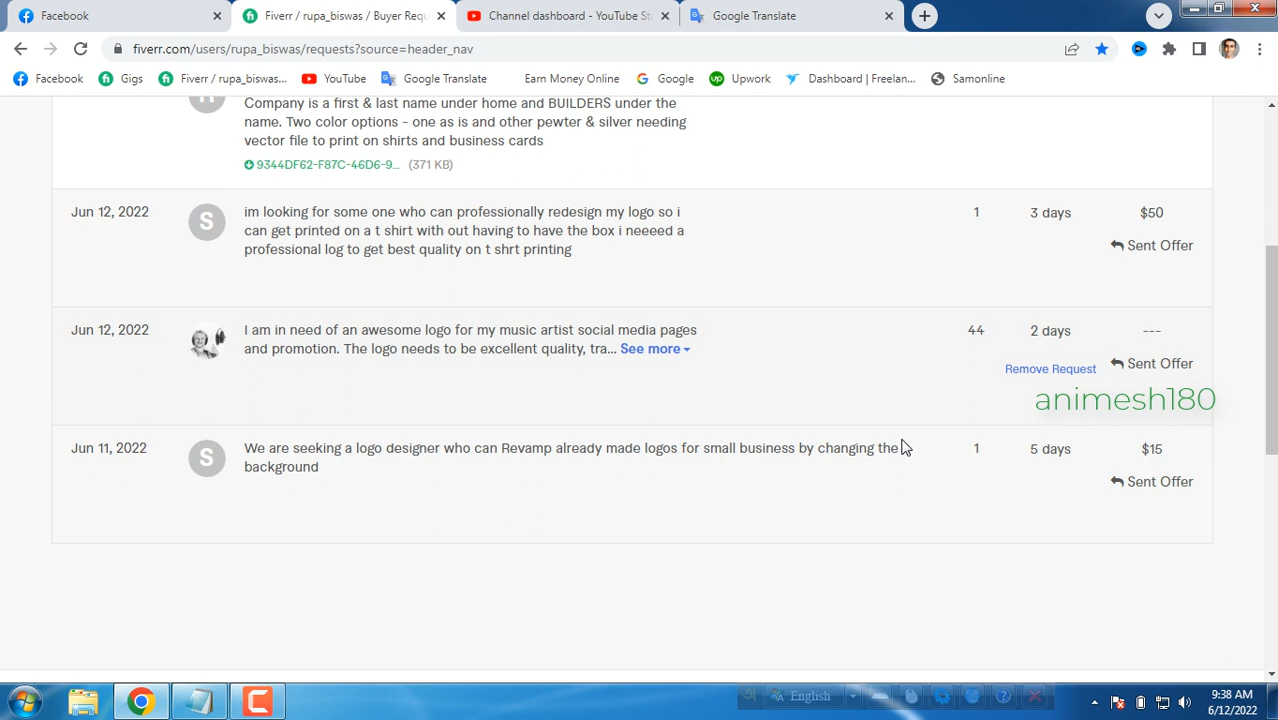 Facebook
Fiverr / rupa_biswas / Buyer Requ
Channel dashboard - YouTube St
Google Translate
fiverr.com/users/rupa_biswas/requests?source=header_nav
Facebook
Gigs
Fiverr / rupa_biswas...
YouTube
Google Translate
Earn Money Online
Google
Upwork
Dashboard | Freelan...
Samonline
Company is a first & last name under home and BUILDERS under the
name. Two color options - one as is and other pewter & silver needing
vector file to print on shirts and business cards
9344DF62-F87C-46D6-9... (371 KB)
Jun 12, 2022
S
im looking for some one who can professionally redesign my logo so i
can get printed on a t shirt with out having to have the box i neeeed a
professional log to get best quality on t shrt printing
1
3 days
$50
Sent Offer
Jun 12, 2022
I am in need of an awesome logo for my music artist social media pages
and promotion. The logo needs to be excellent quality, tra... See more
44
2 days
---
Remove Request
Sent Offer
animesh180
Jun 11, 2022
S
We are seeking a logo designer who can Revamp already made logos for small business by changing the
background
1
5 days
$15
Sent Offer
English
9:38 AM
6/12/2022